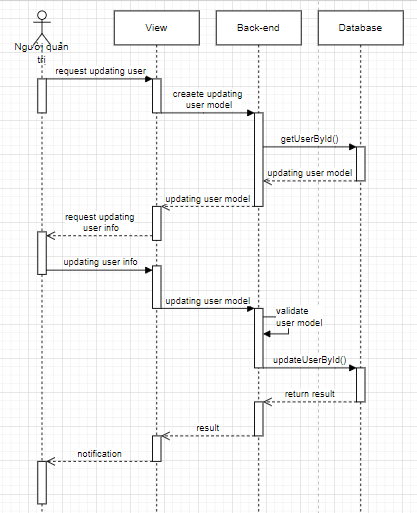 View
Back-end
Database
Người quản
trị
request updating user
creaete updating
user model
getUserById()
updating user model
updating user model
request updating
user info
updating user info
updating user model
validate
user model
updateUserById()
return result
result
notification